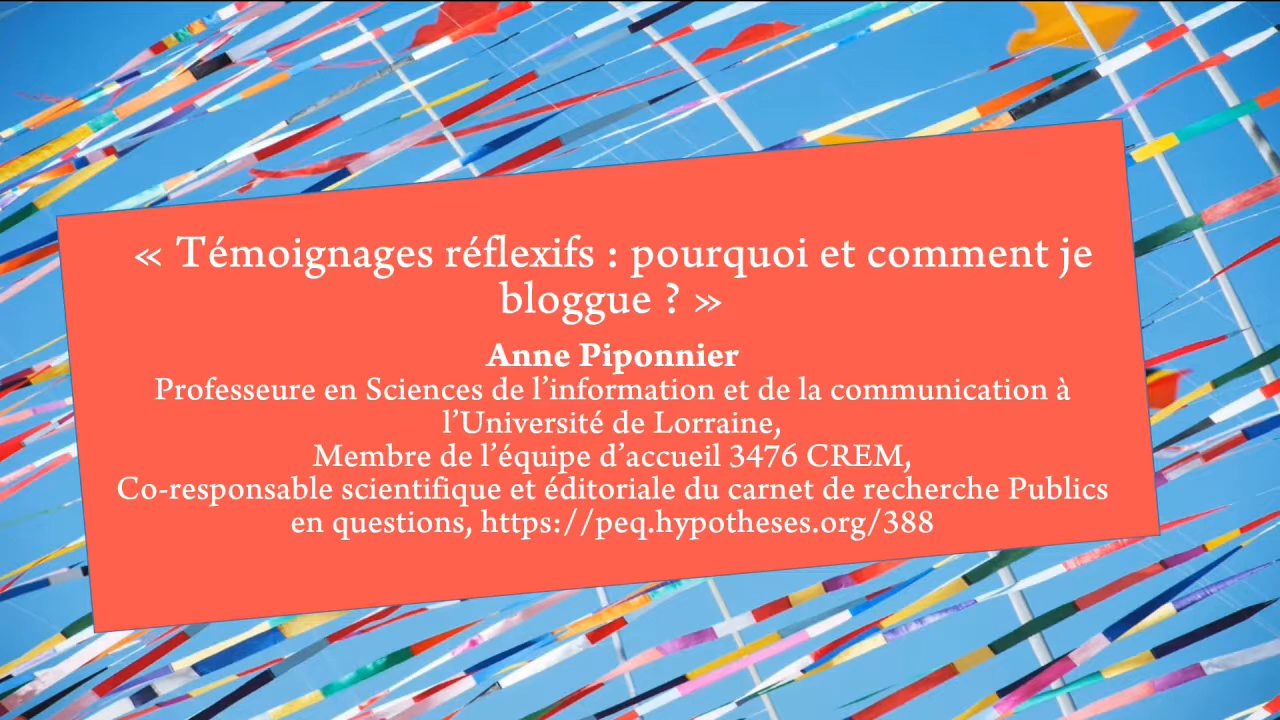 « Témoignages réflexifs : pourquoi et comment je
bloggue ? »
Anne Piponnier
Professeure en Sciences de l’information et de la communication à
l’Université de Lorraine,
Membre de l’équipe d’accueil 3476 CREM,
Co-responsable scientifique et éditoriale du carnet de recherche Publics
en questions, https://peq.hypotheses.org/388